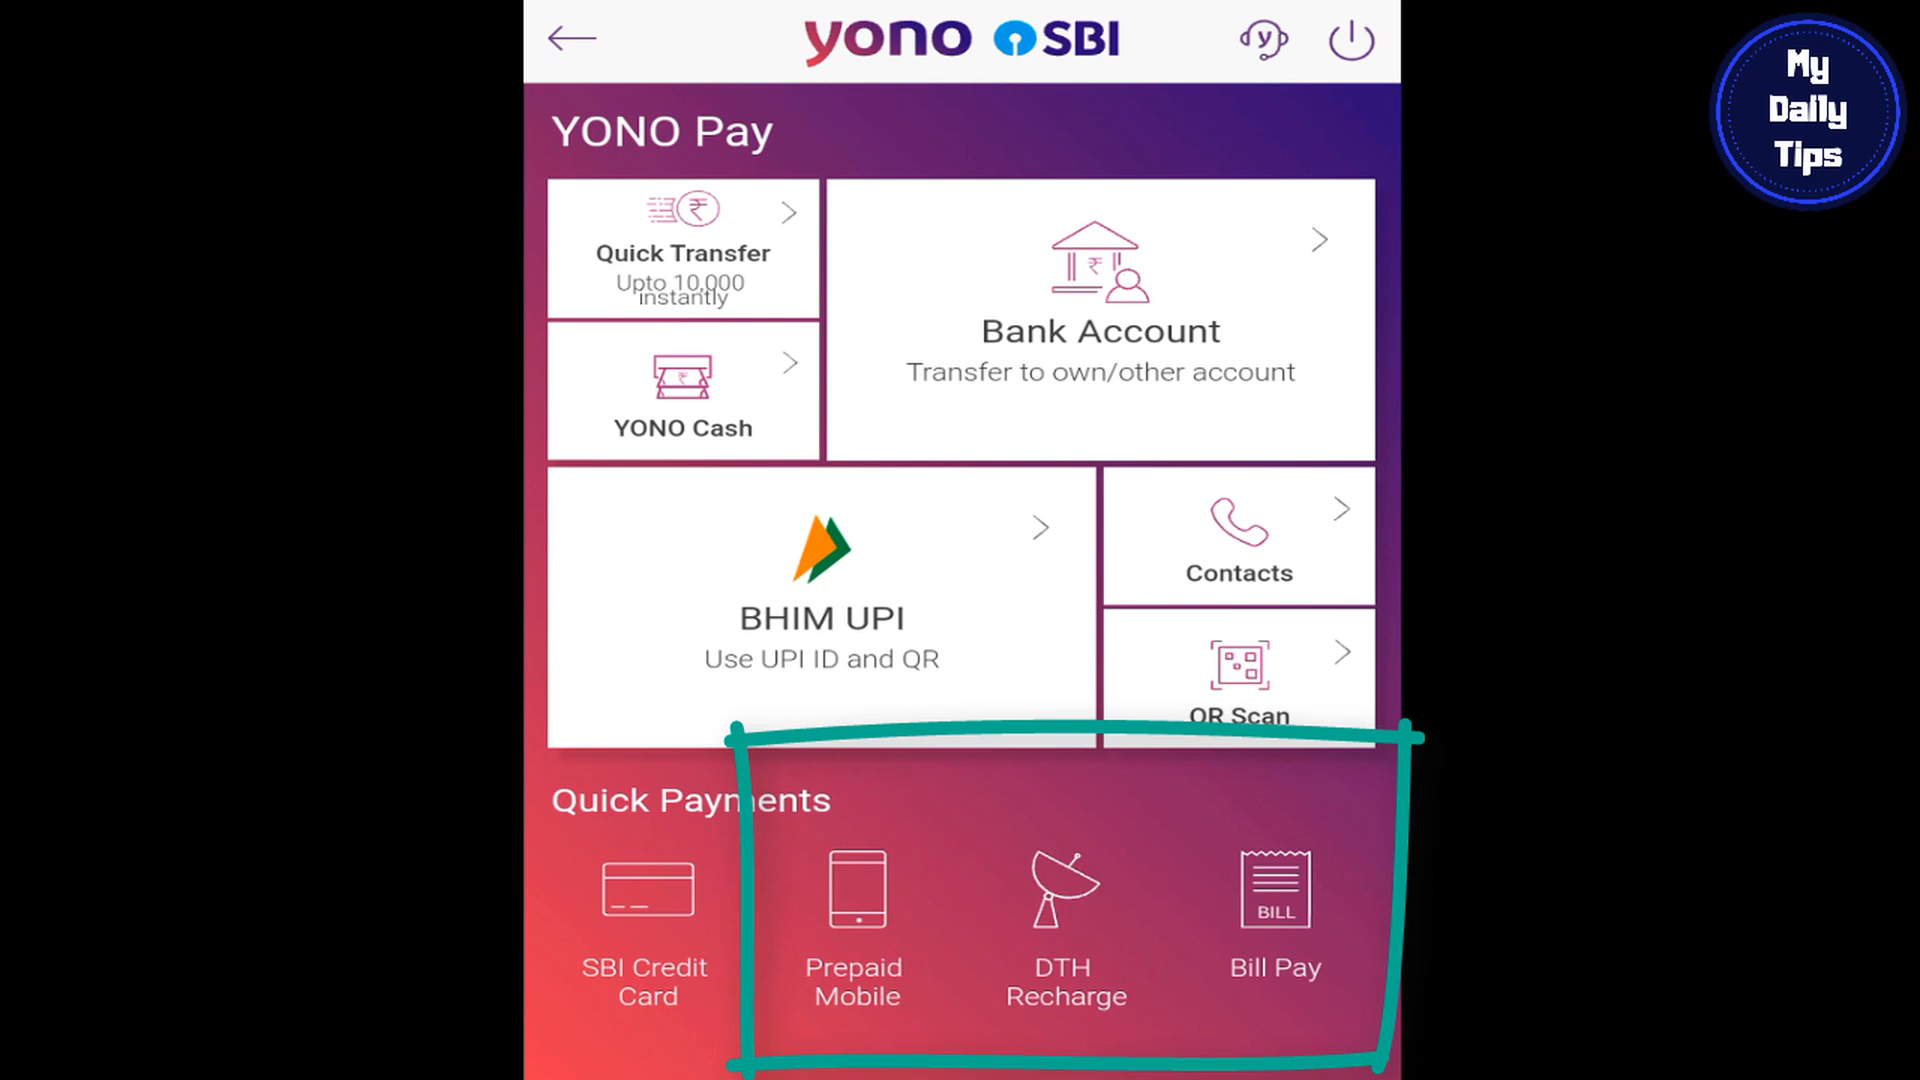 yono SBI
y
My
Daily
Tips
YONO Pay
Quick Transfer
Upto 10,000
instantly
Bank Account
Transfer to own/other account
YONO Cash
BHIM UPI
Use UPI ID and QR
Contacts
QR Scan
Quick Payments
SBI Credit
Card
Prepaid
Mobile
DTH
Recharge
BILL
Bill Pay